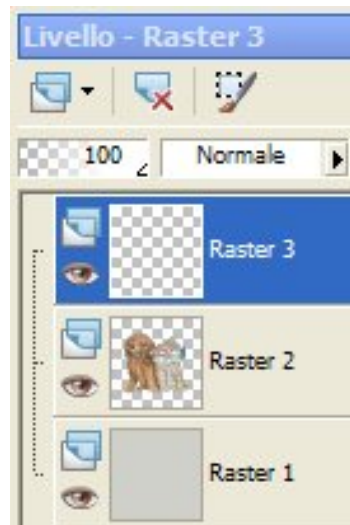 Livello - Raster 3
100 Normale
Raster 3
Raster 2
Raster 1